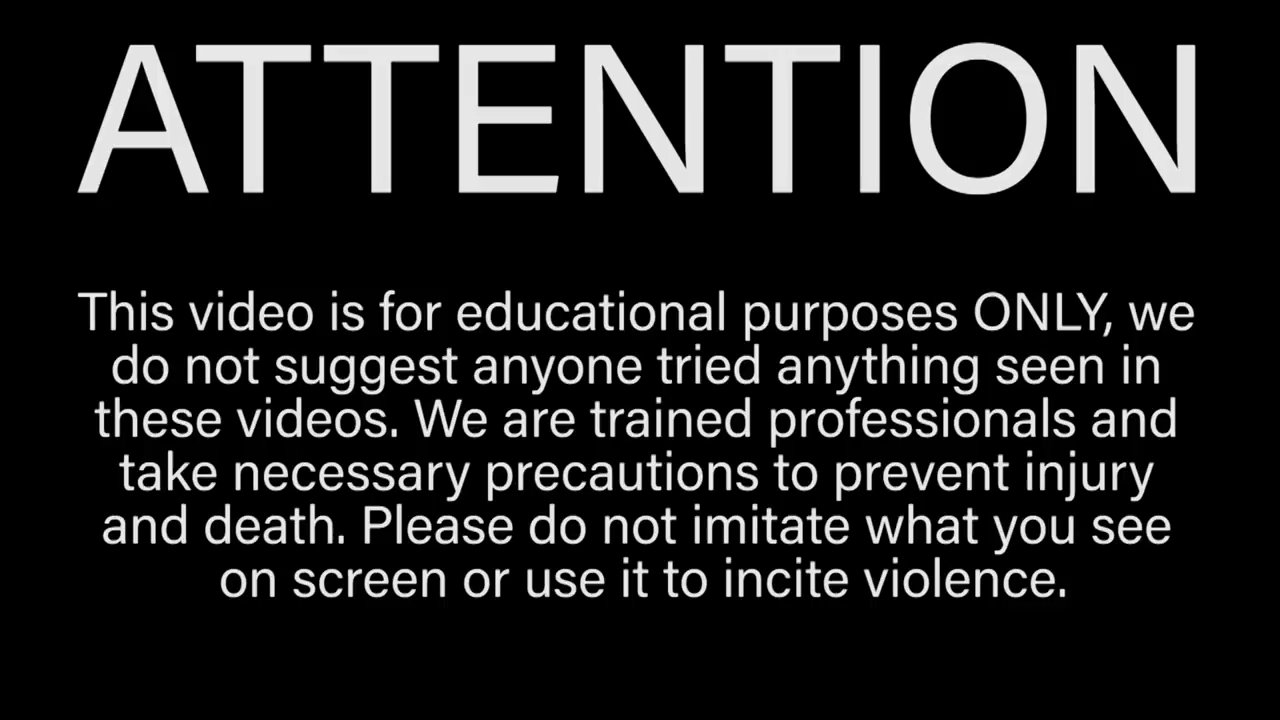 ATTENTION
This video is for educational purposes ONLY, we
do not suggest anyone tried anything seen in
these videos. We are trained professionals and
take necessary precautions to prevent injury
and death. Please do not imitate what you see
on screen or use it to incite violence.